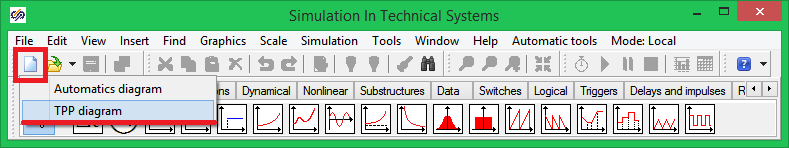 Simulation In Technical Systems
File Edit View Insert Find Graphics Scale Simulation Tools Window Help Automatic tools Mode: Local
Automatics diagram
TPP diagram
Dynamical Nonlinear Substructures Data Switches Logical Triggers Delays and impulses